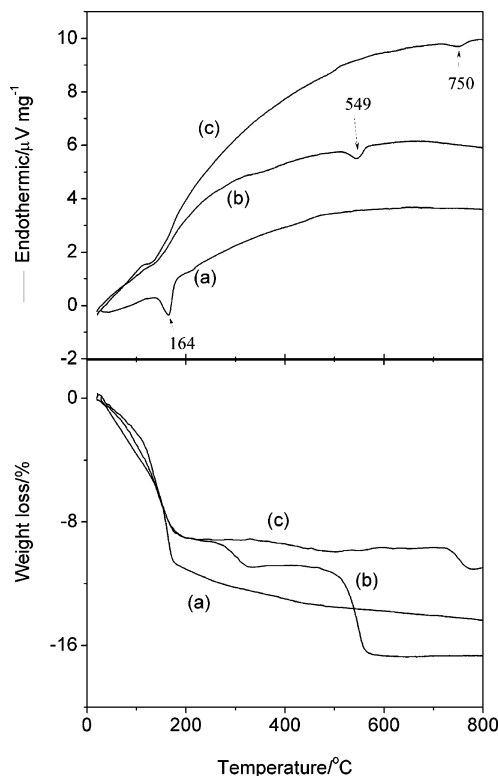 10
8
6
4
2
0
-2
Endothermic/μV mg⁻¹
(c)
750
549
(b)
(a)
164
0
-8
-16
Weight loss/%
(c)
(b)
(a)
0 200 400 600 800
Temperature/°C